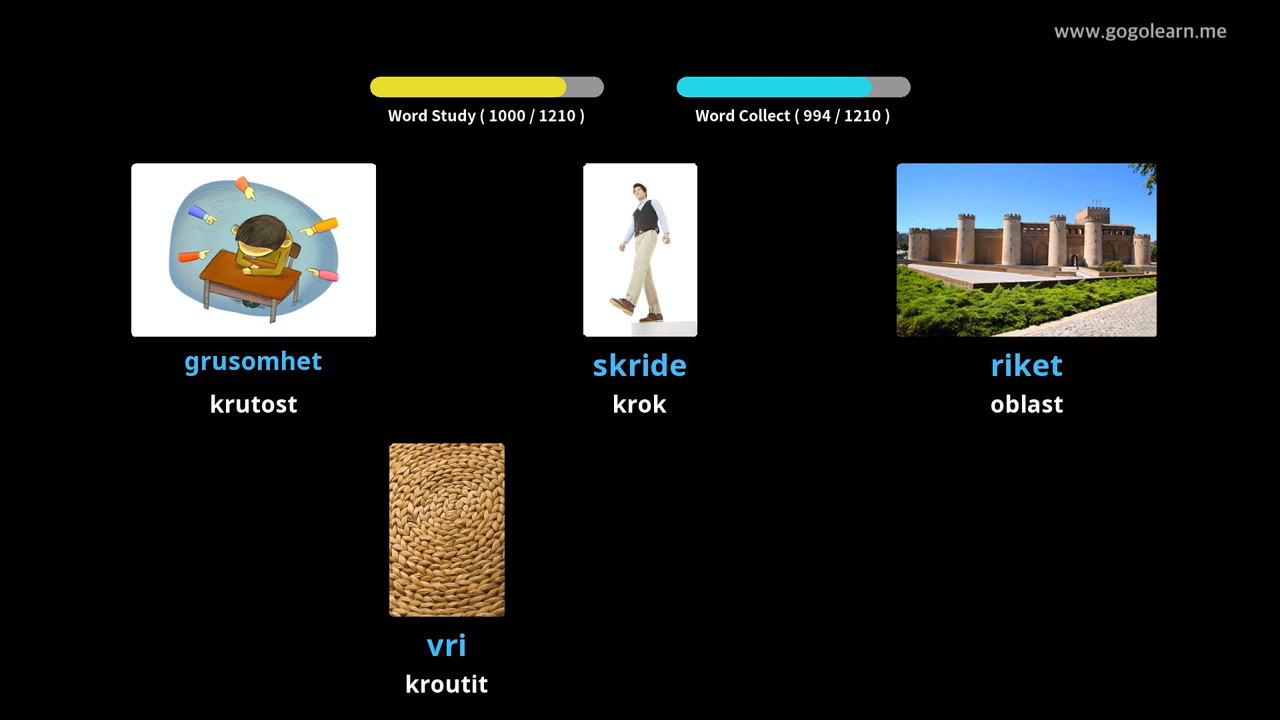 www.gogolearn.me
Word Study ( 1000 / 1210 )
Word Collect ( 994 / 1210 )
grusomhet
krutost
skride
krok
riket
oblast
vri
kroutit